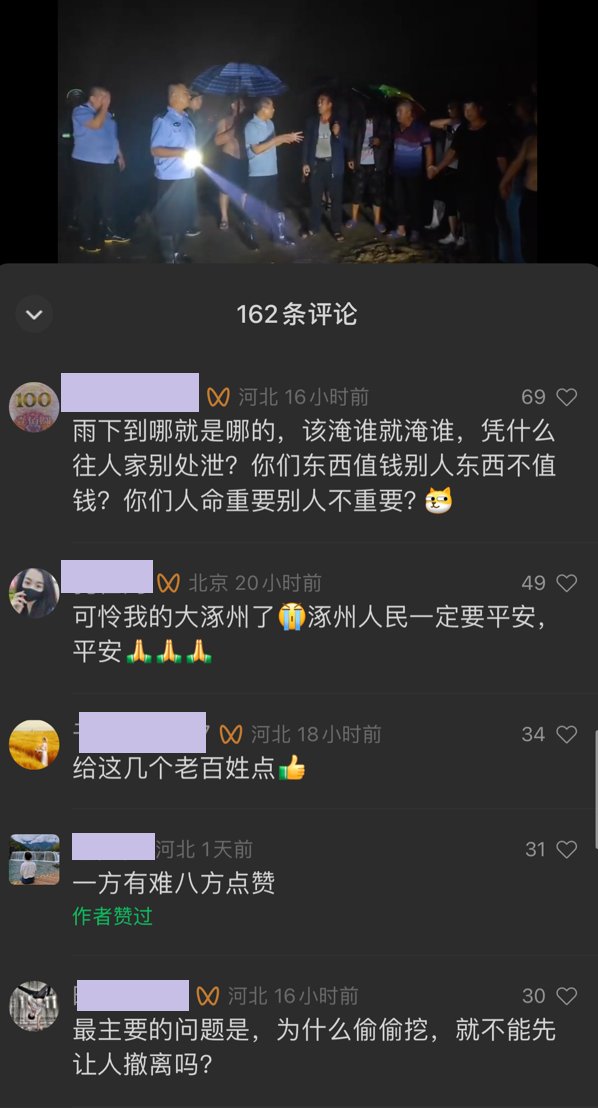 162条评论
河北 16小时前 69
雨下到哪就是哪的，该淹谁就淹谁，凭什么
往人家别处泄？你们东西值钱别人东西不值
钱？你们人命重要别人不重要?
北京 20小时前 49
可怜我的大涿州了😭涿州人民一定要平安，
平安🙏🙏🙏
河北 18小时前 34
给这几个老百姓点👍
河北 1天前 31
一方有难八方点赞
作者赞过
河北 16小时前 30
最主要的问题是，为什么偷偷挖，就不能先
让人撤离吗?